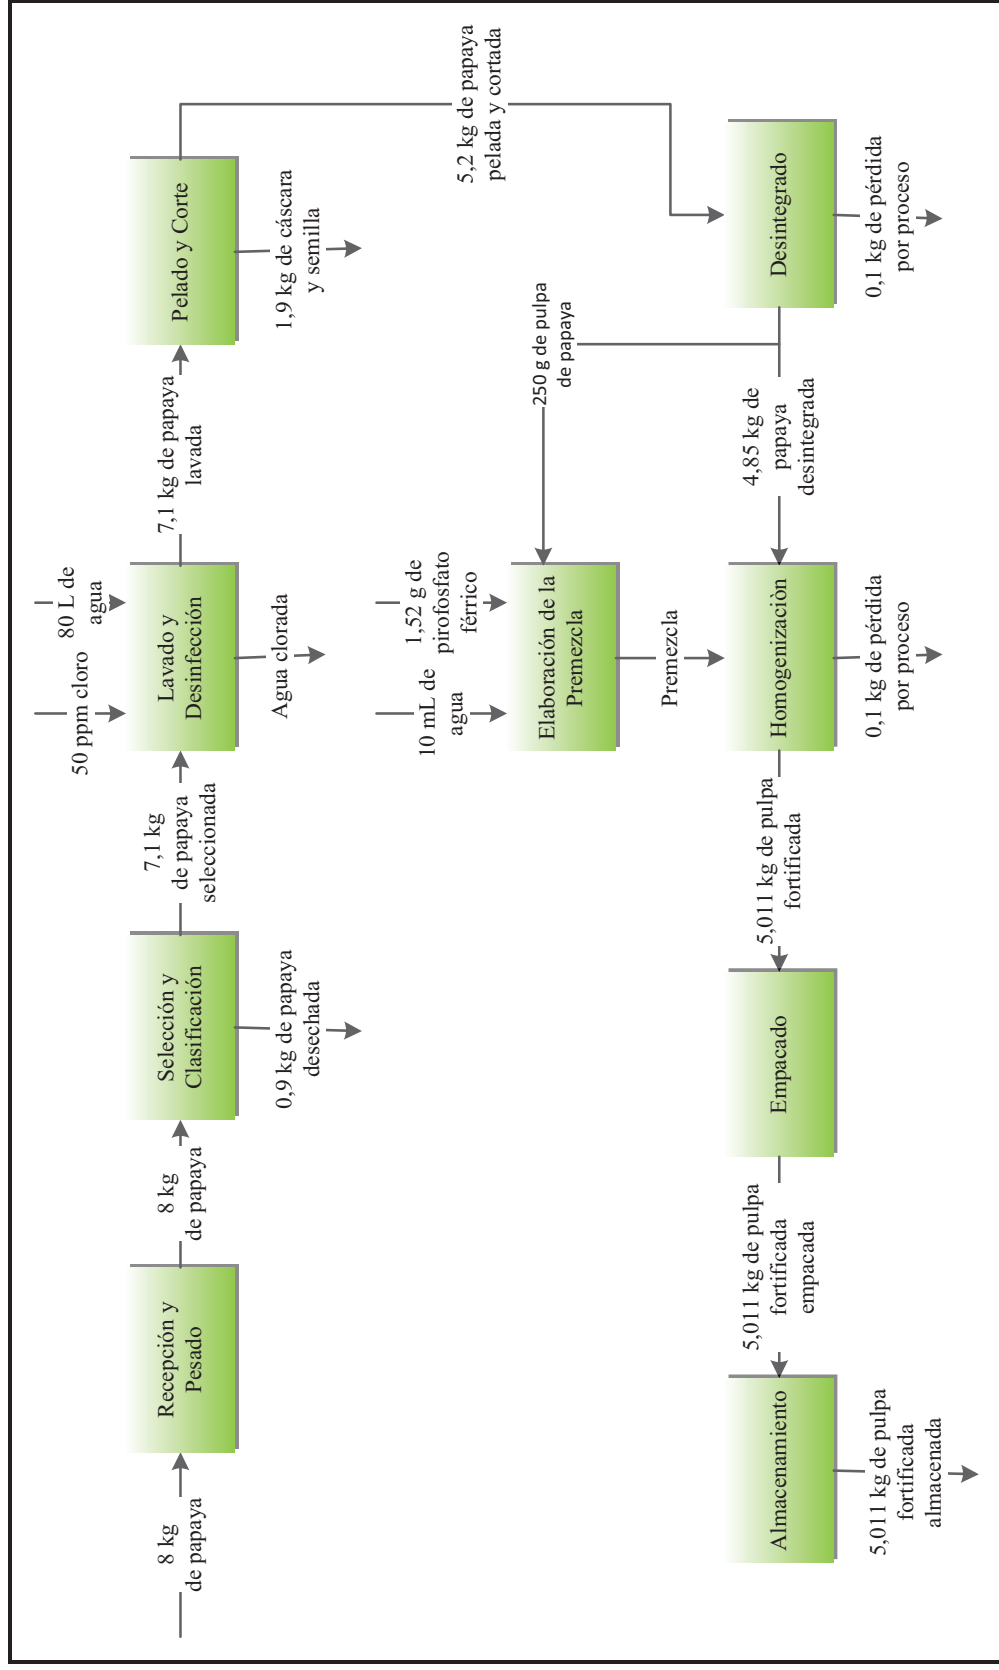 8 kg
de papaya
Recepción y
Pesado
8 kg
de papaya
Selección y
Clasificación
0,9 kg de papaya
desechada
7,1 kg
de papaya
seleccionada
50 ppm cloro
80 L de
agua
Lavado y
Desinfección
Agua clorada
7,1 kg de papaya
lavada
Pelado y Corte
1,9 kg de cáscara
y semilla
5,2 kg de papaya
pelada y cortada
Desintegrado
0,1 kg de pérdida
por proceso
250 g de pulpa
de papaya
4,85 kg de
papaya
desintegrada
10 mL de
agua
1,52 g de
pirofosfato
férrico
Elaboración de la
Premezcla
Premezcla
Homogenizaciòn
0,1 kg de pérdida
por proceso
5,011 kg de pulpa
fortificada
Empacado
5,011 kg de pulpa
fortificada
empacada
Almacenamiento
5,011 kg de pulpa
fortificada
almacenada